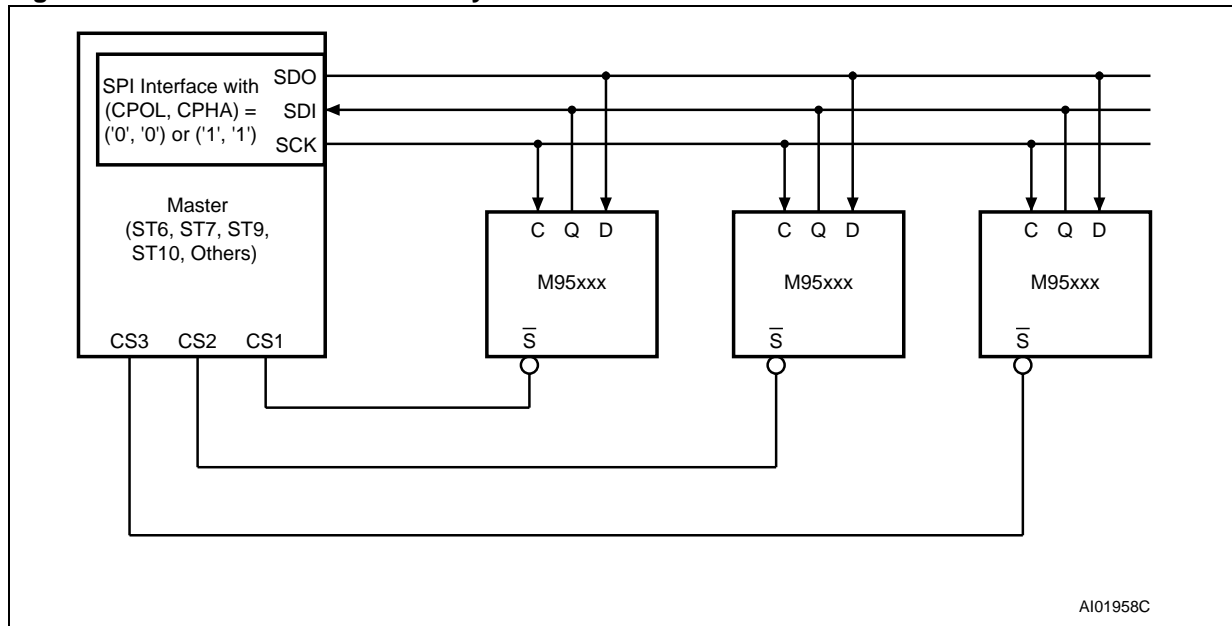 SPI Interface with
(CPOL, CPHA) =
('0', '0') or ('1', '1')
SDO
SDI
SCK
Master
(ST6, ST7, ST9,
ST10, Others)
CS3 CS2 CS1
C Q D
M95xxx
S̅
C Q D
M95xxx
S̅
C Q D
M95xxx
S̅
AI01958C